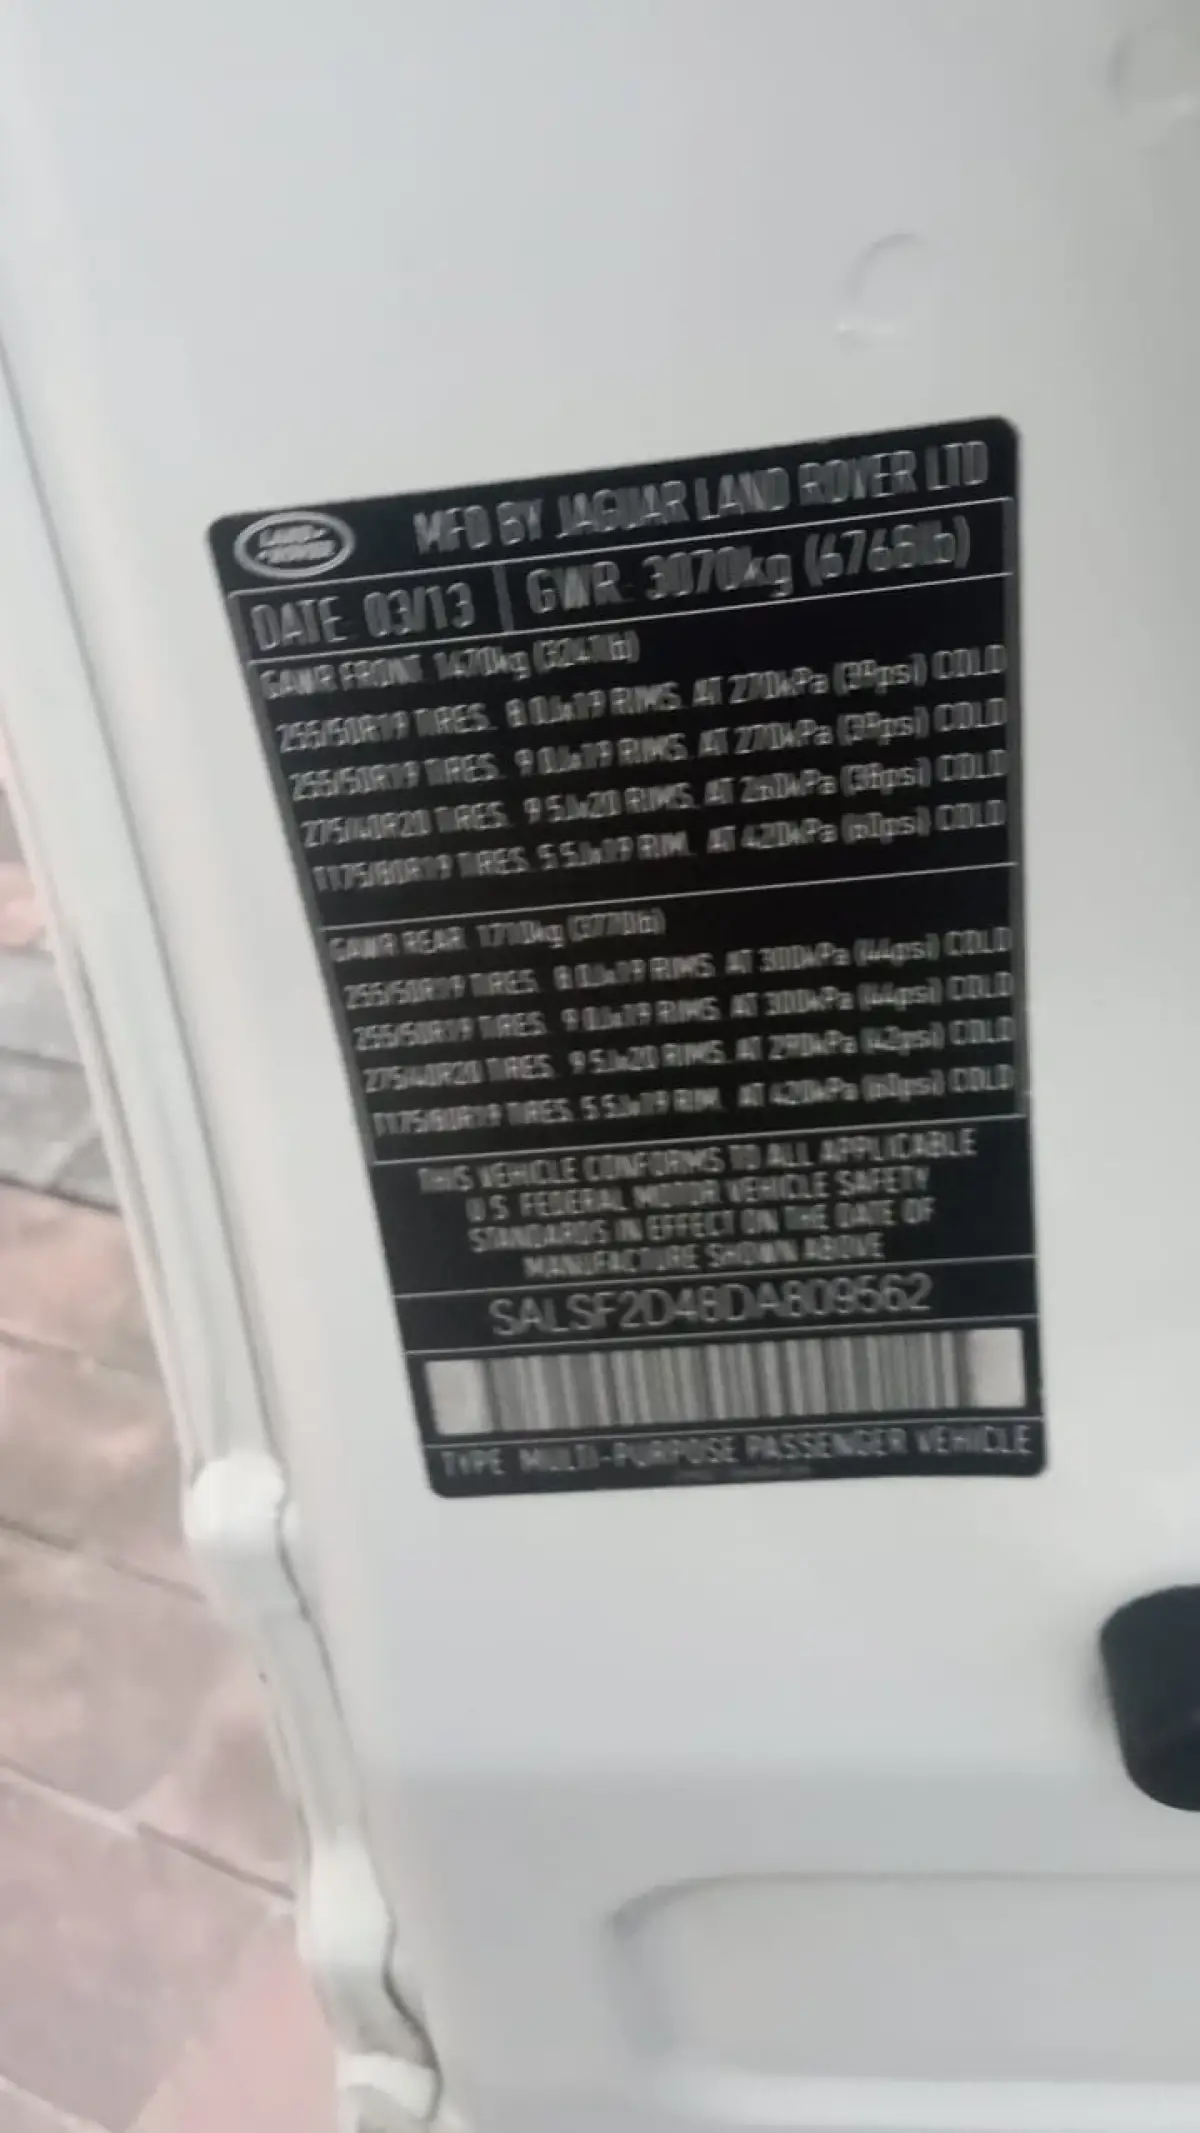 LAND ROVER
MFD BY JAGUAR LAND ROVER LTD
DATE 03/13 GWR 3070kg (6768lb)
GAWR FRONT 1470kg (3241lb)
255/50R19 TIRES. 8.0Jx19 RIMS. AT 270kPa (39psi) COLD
255/50R19 TIRES. 9.0Jx19 RIMS. AT 270kPa (39psi) COLD
275/40R20 TIRES. 9.5Jx20 RIMS. AT 260kPa (38psi) COLD
T175/80R19 TIRES. 5.5Jx19 RIM. AT 420kPa (60psi) COLD
GAWR REAR 1710kg (3770lb)
255/50R19 TIRES. 8.0Jx19 RIMS. AT 300kPa (44psi) COLD
255/50R19 TIRES. 9.0Jx19 RIMS. AT 300kPa (44psi) COLD
275/40R20 TIRES. 9.5Jx20 RIMS. AT 290kPa (42psi) COLD
T175/80R19 TIRES. 5.5Jx19 RIM. AT 420kPa (60psi) COLD
THIS VEHICLE CONFORMS TO ALL APPLICABLE
U.S. FEDERAL MOTOR VEHICLE SAFETY
STANDARDS IN EFFECT ON THE DATE OF
MANUFACTURE SHOWN ABOVE
SALSF2D48DA809562
TYPE MULTI-PURPOSE PASSENGER VEHICLE